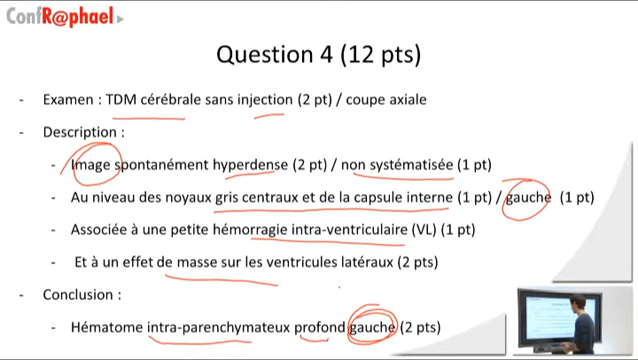 ConfR@phael
Question 4 (12 pts)
- Examen : TDM cérébrale sans injection (2 pt) / coupe axiale
- Description :
- Image spontanément hyperdense (2 pt) / non systématisée (1 pt)
- Au niveau des noyaux gris centraux et de la capsule interne (1 pt) / gauche (1 pt)
- Associée à une petite hémorragie intra-ventriculaire (VL) (1 pt)
- Et à un effet de masse sur les ventricules latéraux (2 pts)
- Conclusion :
- Hématome intra-parenchymateux profond gauche (2 pts)